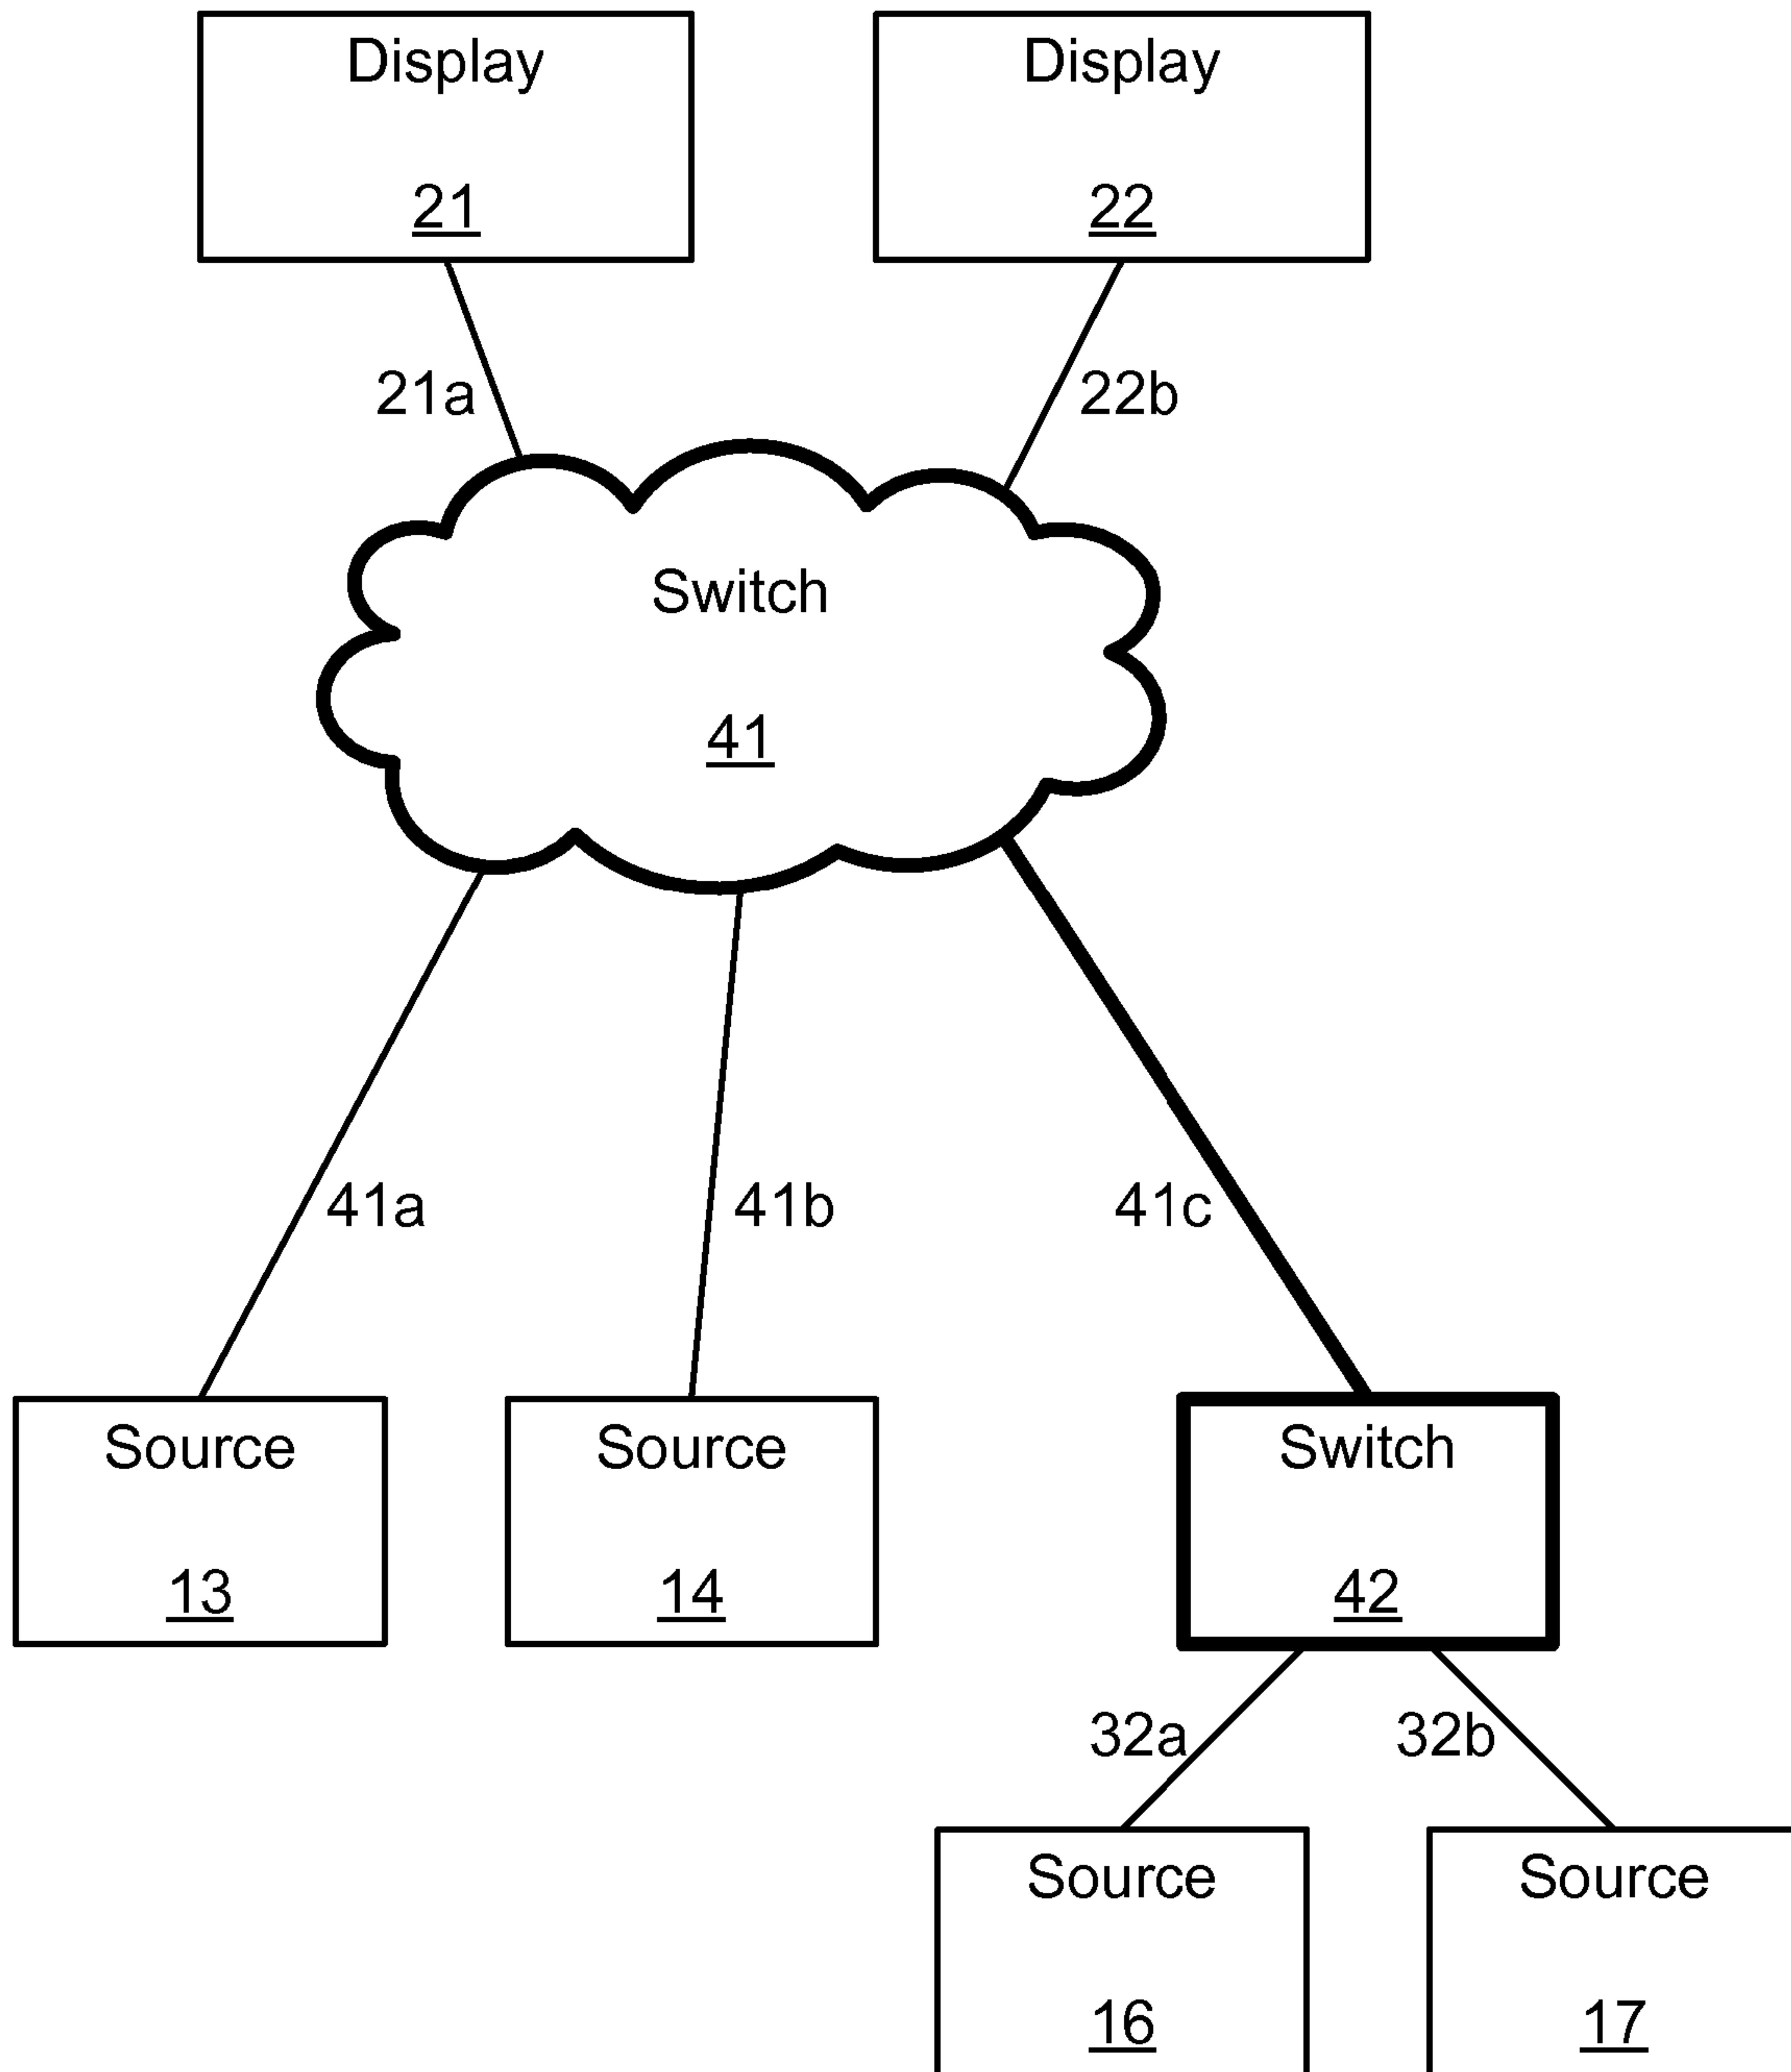 Display
21
Display
22
21a
22b
Switch
41
41a
41b
41c
Source
13
Source
14
Switch
42
32a
32b
Source
16
Source
17